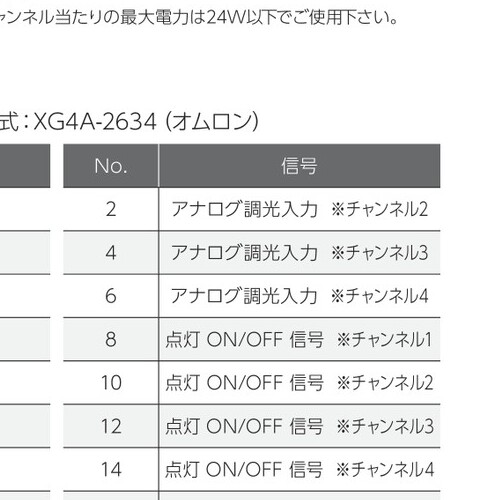 ャンネル当たりの最大電力は24W以下でご使用下さい。
式：XG4A-2634（オムロン）
No. 信号
2 アナログ調光入力 ※チャンネル2
4 アナログ調光入力 ※チャンネル3
6 アナログ調光入力 ※チャンネル4
8 点灯 ON/OFF 信号 ※チャンネル1
10 点灯 ON/OFF 信号 ※チャンネル2
12 点灯 ON/OFF 信号 ※チャンネル3
14 点灯 ON/OFF 信号 ※チャンネル4